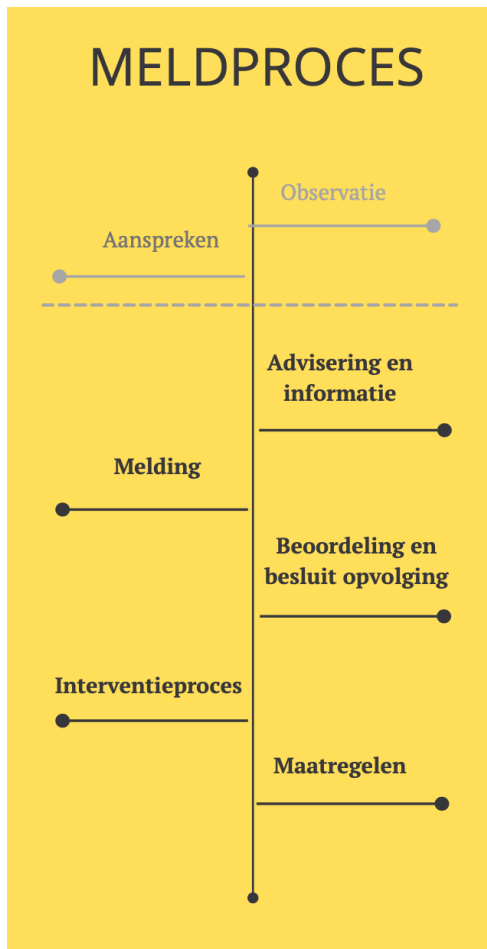 MELDPROCES
Observatie
Aanspreken
Advisering en
informatie
Melding
Beoordeling en
besluit opvolging
Interventieproces
Maatregelen